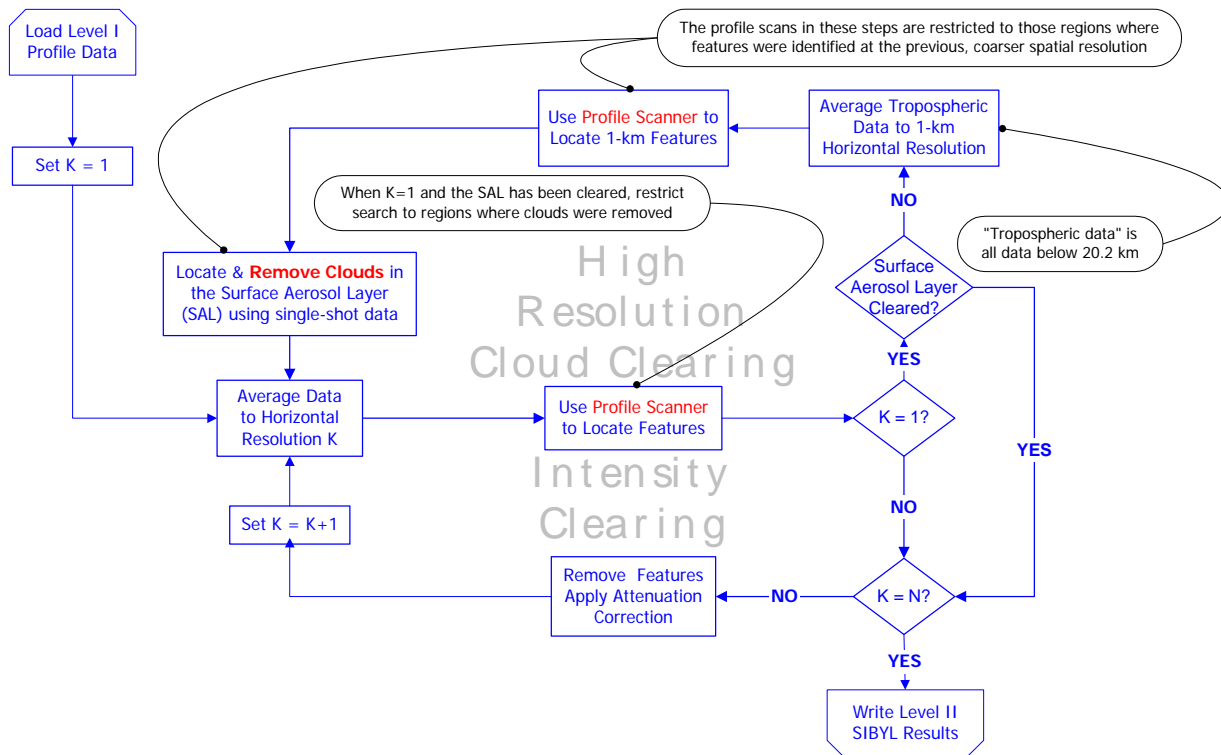 Load Level I
Profile Data
The profile scans in these steps are restricted to those regions where
features were identified at the previous, coarser spatial resolution
Use Profile Scanner to
Locate 1-km Features
Average Tropospheric
Data to 1-km
Horizontal Resolution
Set K = 1
When K=1 and the SAL has been cleared, restrict
search to regions where clouds were removed
NO
"Tropospheric data" is
all data below 20.2 km
Locate & Remove Clouds in
the Surface Aerosol Layer
(SAL) using single-shot data
High
Resolution
Cloud Clearing
Surface
Aerosol Layer
Cleared?
YES
Average Data
to Horizontal
Resolution K
Use Profile Scanner
to Locate Features
K = 1?
YES
Intensity
Clearing
NO
Set K = K+1
Remove Features
Apply Attenuation
Correction
NO
K = N?
YES
Write Level II
SIBYL Results